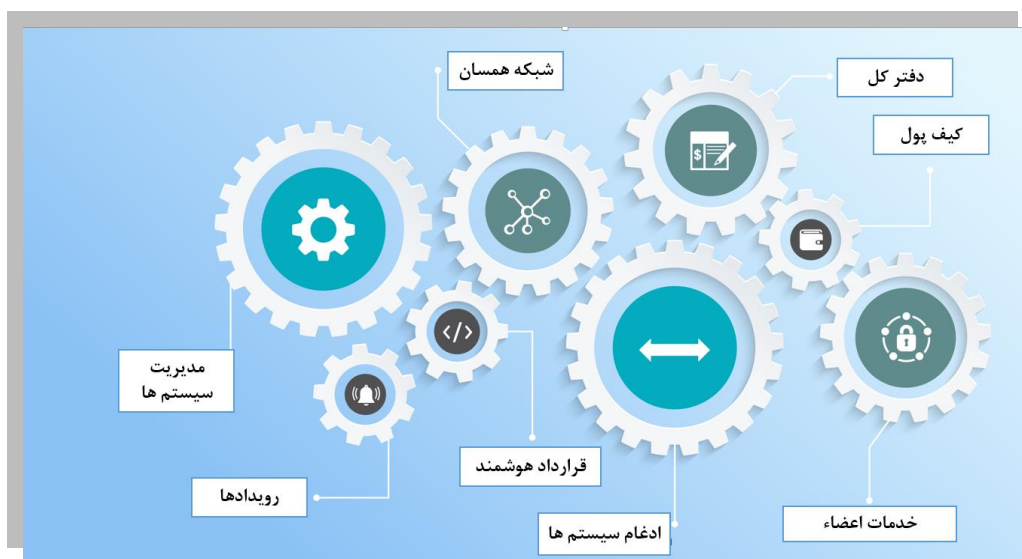 شبکه همسان
دفتر کل
کیف پول
مدیریت
سیستم ها
قرارداد هوشمند
رویدادها
خدمات اعضاء
ادغام سیستم ها
$
</>